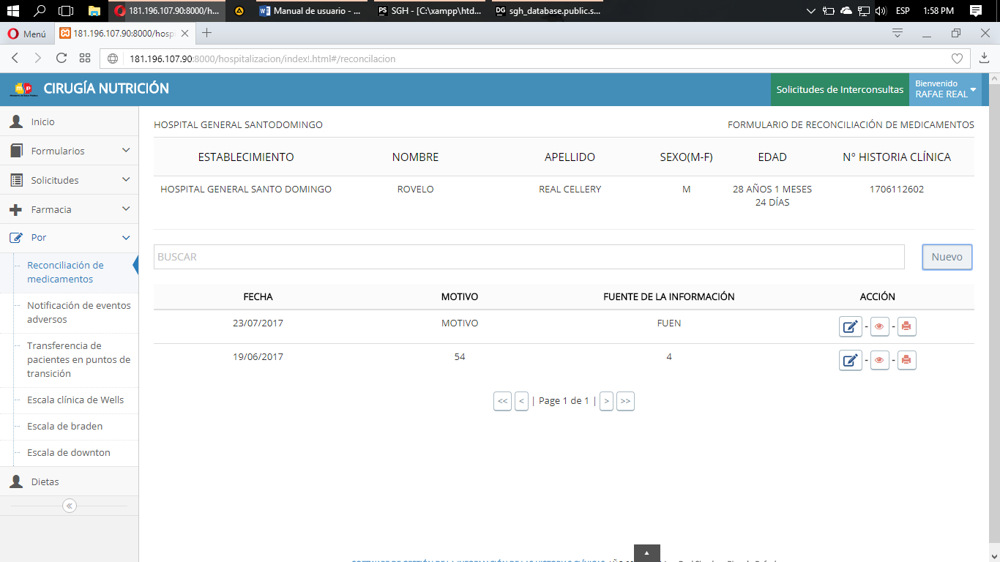 181.196.107.90:8000/h...
Manual de usuario - ...
PS SGH - [C:\xampp\htd...
DG sgh_database.public.s...
ESP
1:58 PM
Menú
181.196.107.90:8000/hosp
181.196.107.90:8000/hospitalizacion/index!.html#/reconcilacion
CIRUGÍA NUTRICIÓN
Solicitudes de Interconsultas
Bienvenido
RAFAE REAL
Inicio
Formularios
Solicitudes
Farmacia
Por
Reconciliación de
medicamentos
Notificación de eventos
adversos
Transferencia de
pacientes en puntos de
transición
Escala clínica de Wells
Escala de braden
Escala de downton
Dietas
HOSPITAL GENERAL SANTODOMINGO
FORMULARIO DE RECONCILIACIÓN DE MEDICAMENTOS
ESTABLECIMIENTO NOMBRE APELLIDO SEXO(M-F) EDAD N° HISTORIA CLÍNICA
HOSPITAL GENERAL SANTO DOMINGO ROVELO REAL CELLERY M 28 AÑOS 1 MESES 1706112602
24 DÍAS
BUSCAR
Nuevo
FECHA MOTIVO FUENTE DE LA INFORMACIÓN ACCIÓN
23/07/2017 MOTIVO FUEN - -
19/06/2017 54 4 - -
<< < | Page 1 de 1 | > >>